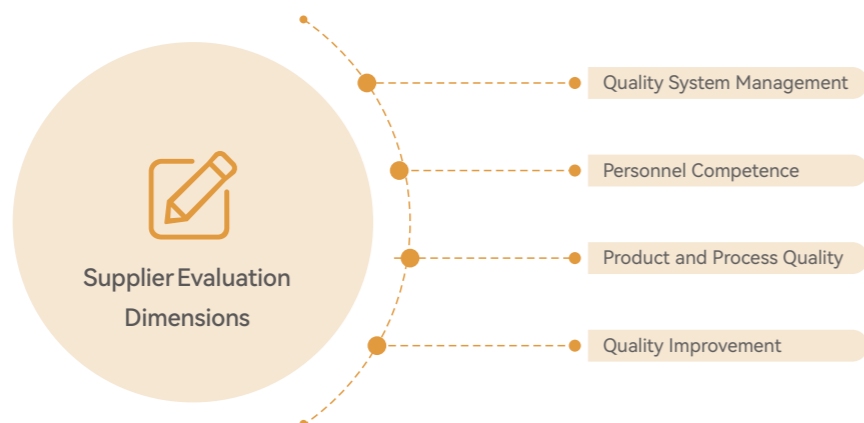 Supplier Evaluation
Dimensions
Quality System Management
Personnel Competence
Product and Process Quality
Quality Improvement